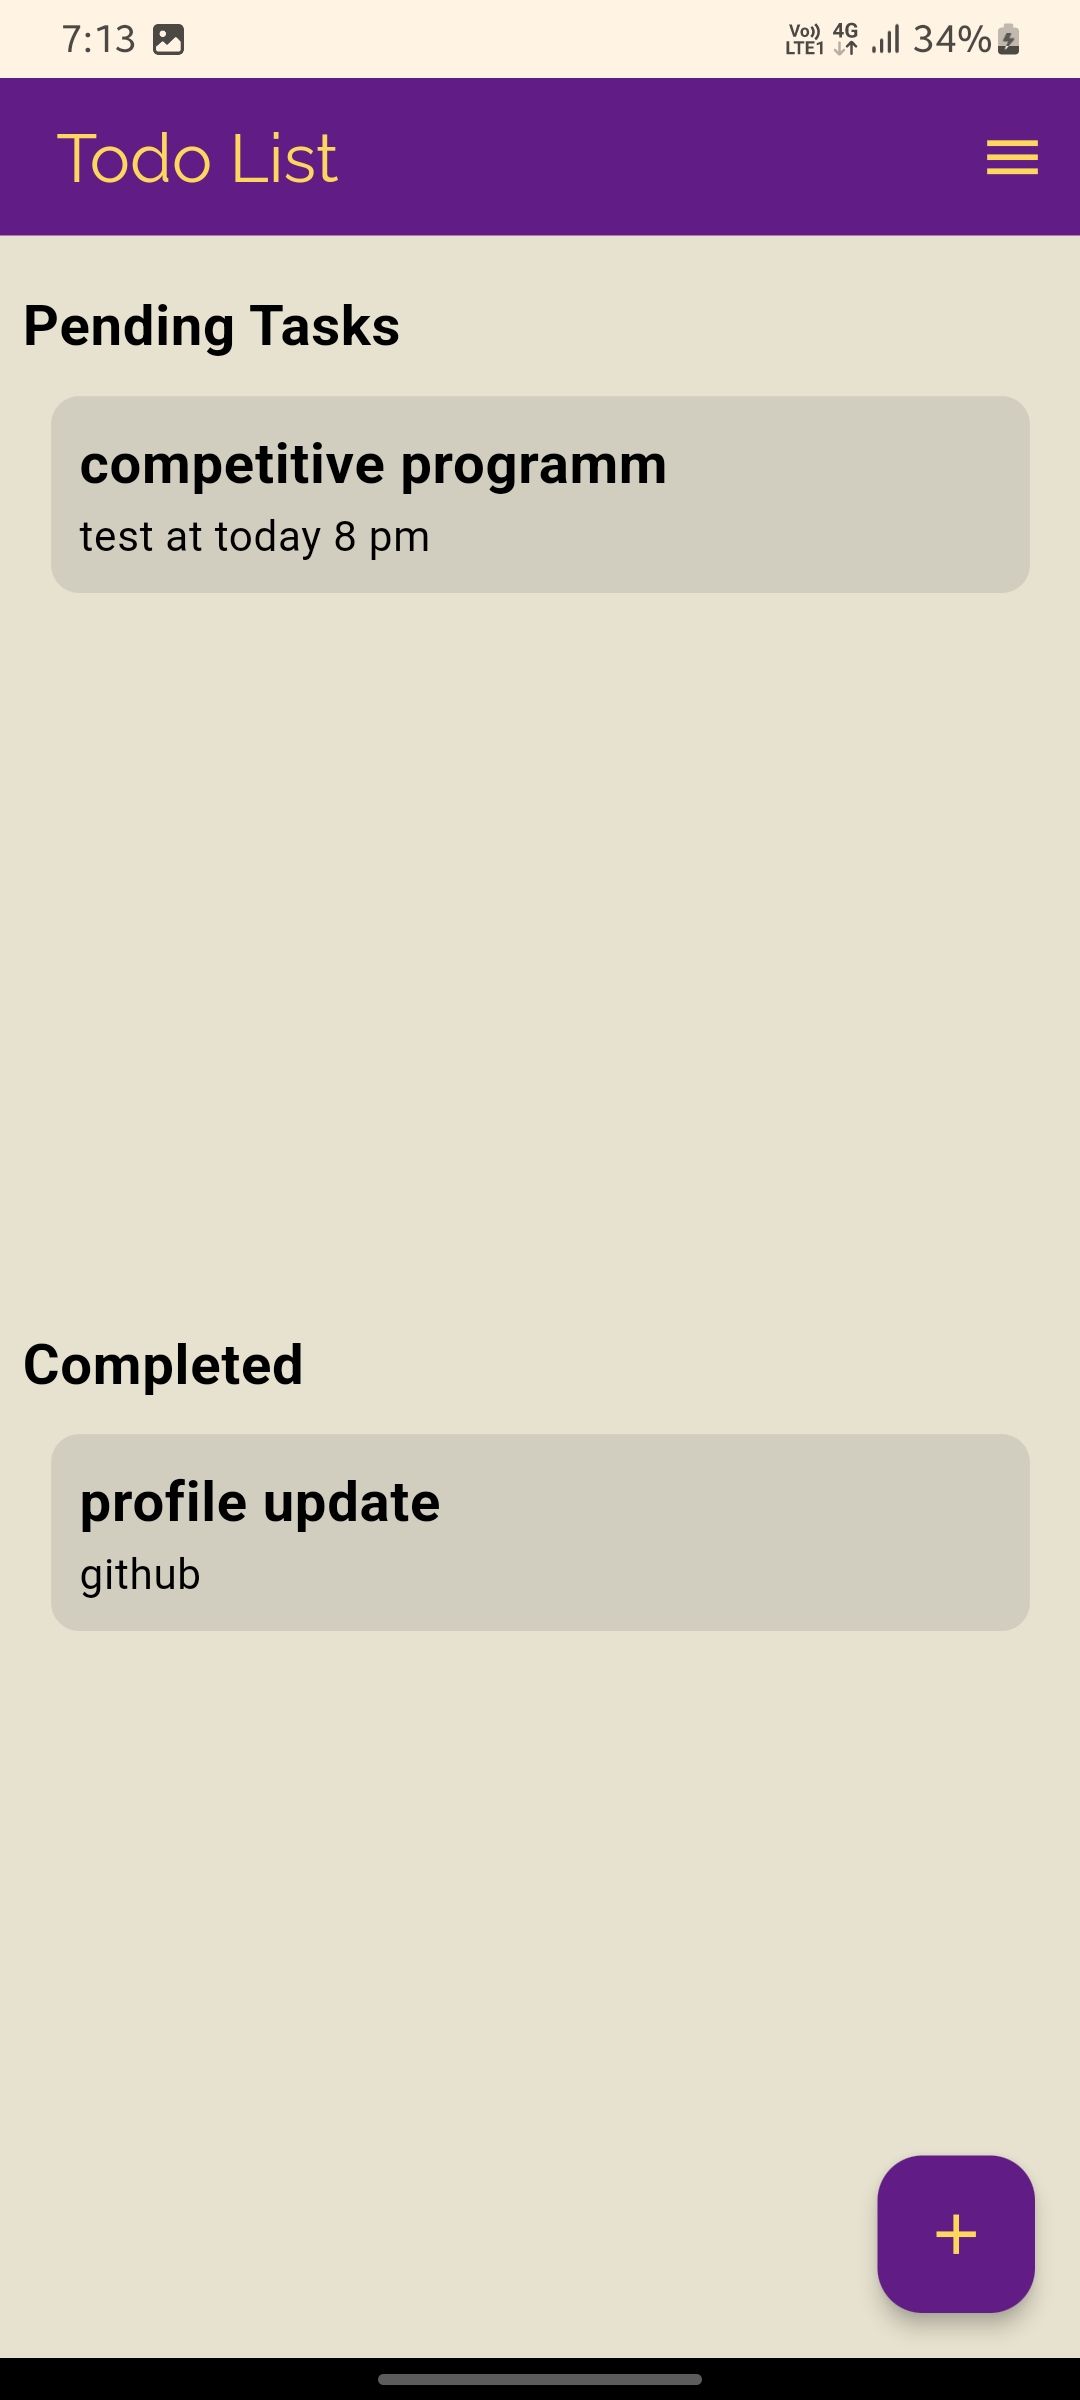 7:13 Vo)) LTE1 4G 34%
Todo List
Pending Tasks
competitive programm
test at today 8 pm
Completed
profile update
github
+